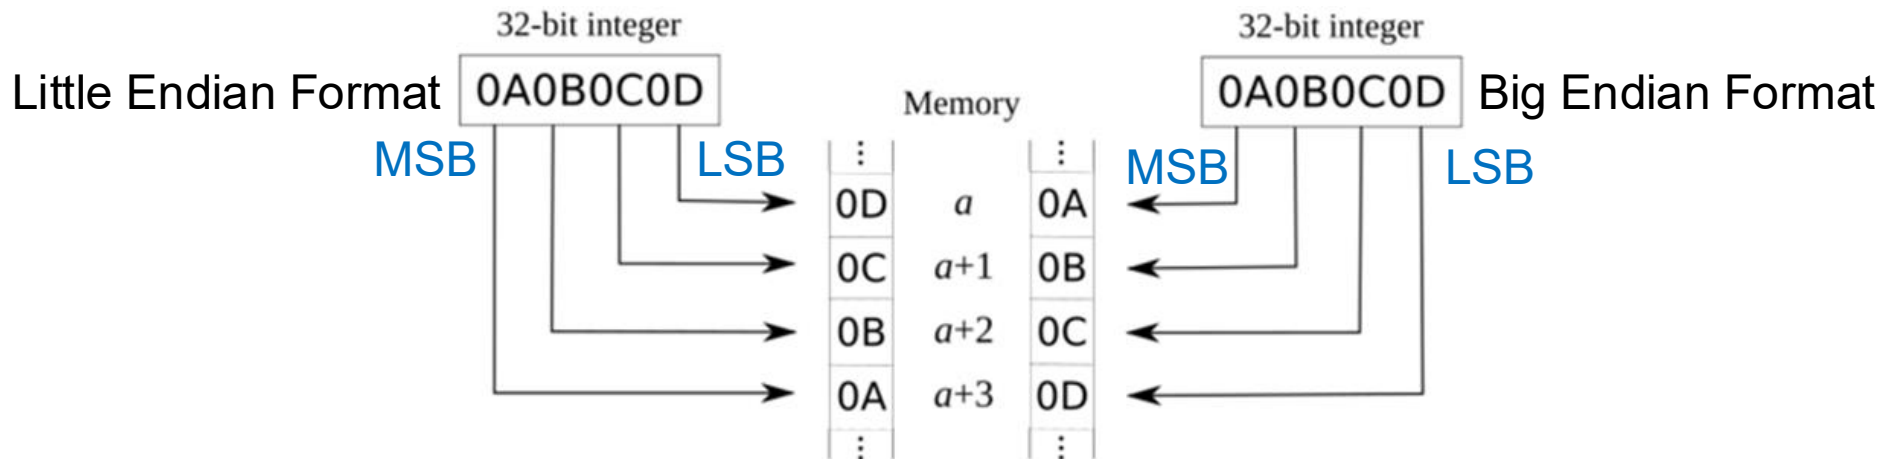 32-bit integer
32-bit integer
Little Endian Format 0A0B0C0D
0A0B0C0D Big Endian Format
Memory
MSB LSB
MSB LSB
0D a 0A
0C a+1 0B
0B a+2 0C
0A a+3 0D